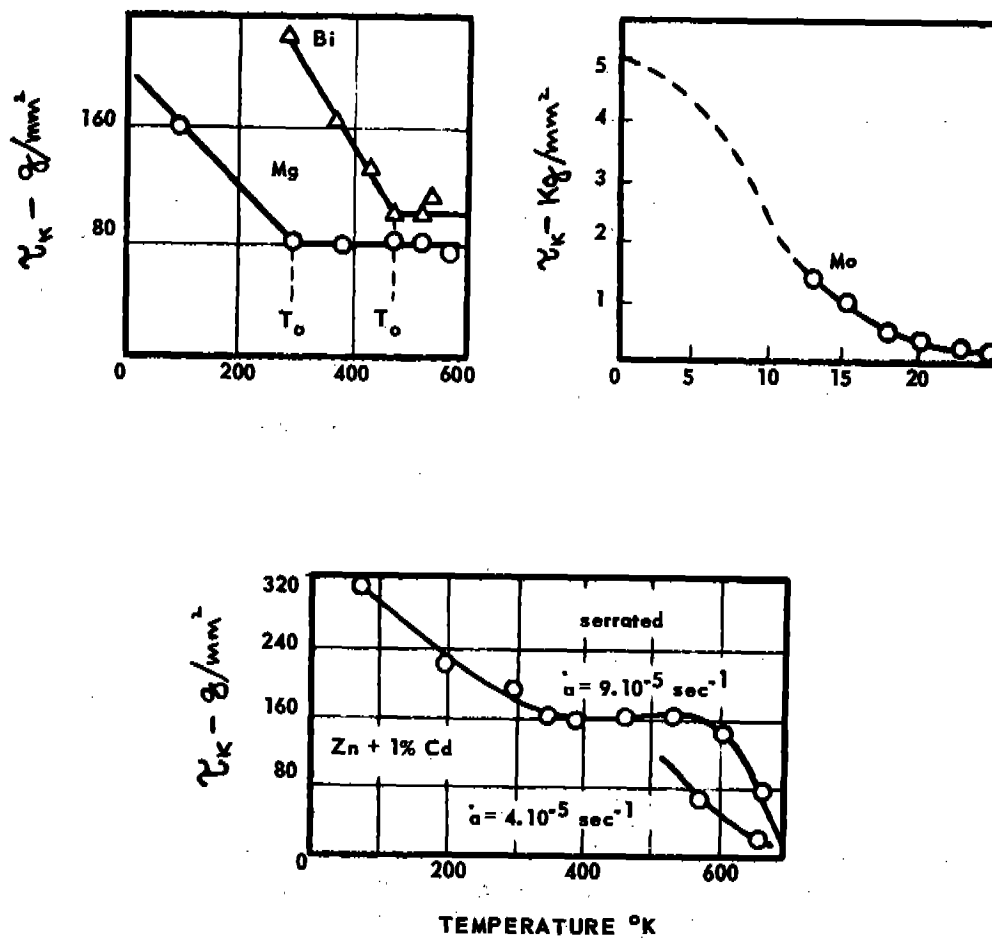 τK – g/mm²
160
80
Bi
Mg
To
To
0
200
400
600
τK – Kg/mm²
5
4
3
2
1
Mo
0
5
10
15
20
τK – g/mm²
320
240
160
80
0
serrated
ȧ = 9.10⁻⁵ sec⁻¹
Zn + 1% Cd
ȧ = 4.10⁻⁵ sec⁻¹
200
400
600
TEMPERATURE °K